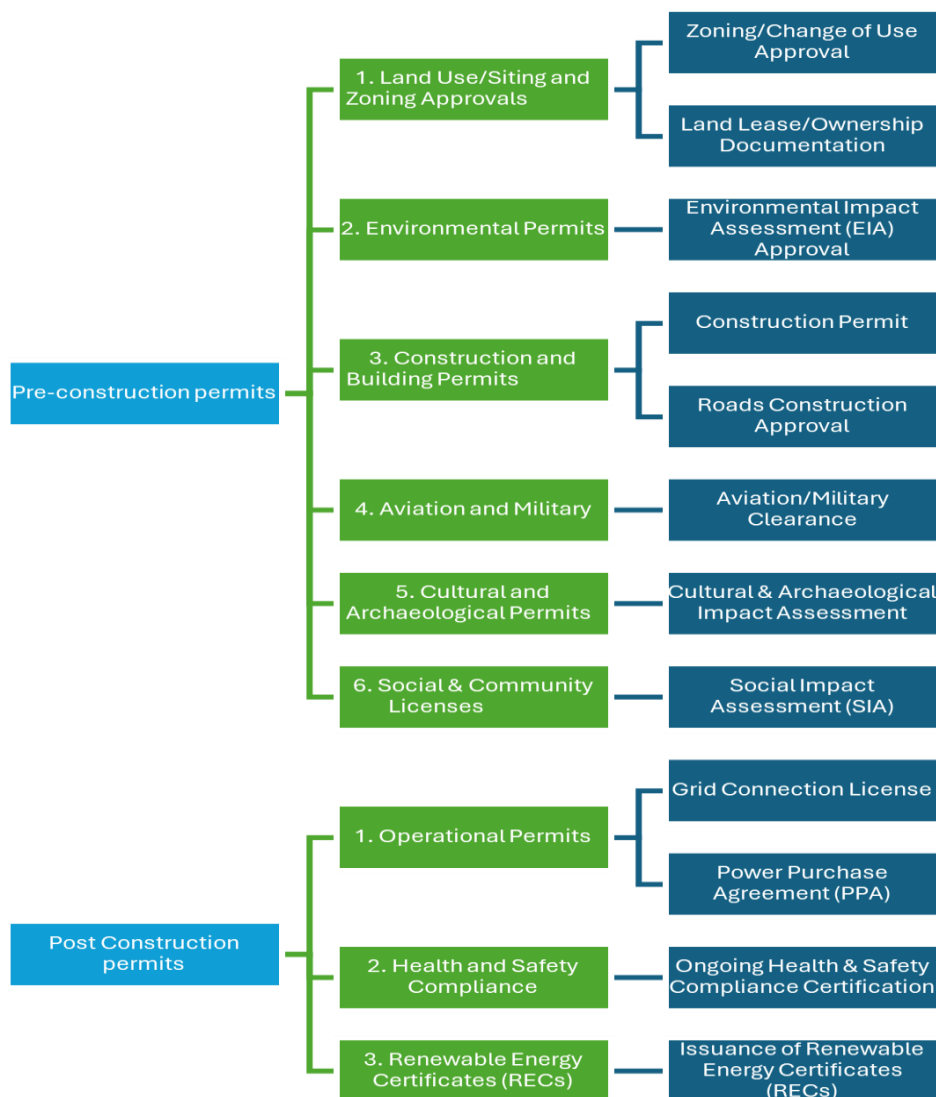 Pre-construction permits
1. Land Use/Siting and
Zoning Approvals
Zoning/Change of Use
Approval
Land Lease/Ownership
Documentation
2. Environmental Permits
Environmental Impact
Assessment (EIA)
Approval
3. Construction and
Building Permits
Construction Permit
Roads Construction
Approval
4. Aviation and Military
Aviation/Military
Clearance
5. Cultural and
Archaeological Permits
Cultural & Archaeological
Impact Assessment
6. Social & Community
Licenses
Social Impact
Assessment (SIA)
Post Construction
permits
1. Operational Permits
Grid Connection License
Power Purchase
Agreement (PPA)
2. Health and Safety
Compliance
Ongoing Health & Safety
Compliance Certification
3. Renewable Energy
Certificates (RECs)
Issuance of Renewable
Energy Certificates
(RECs)